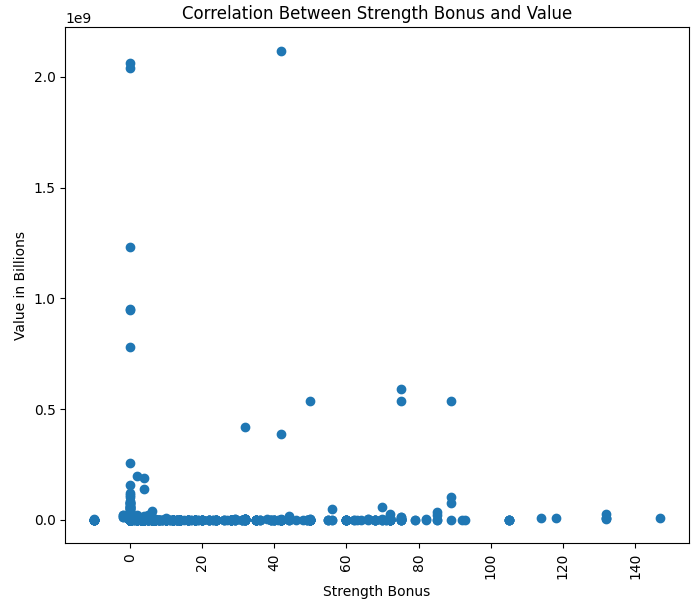 Correlation Between Strength Bonus and Value
1e9
2.0
1.5
1.0
0.5
0.0
Value in Billions
0 20 40 60 80 100 120 140
Strength Bonus